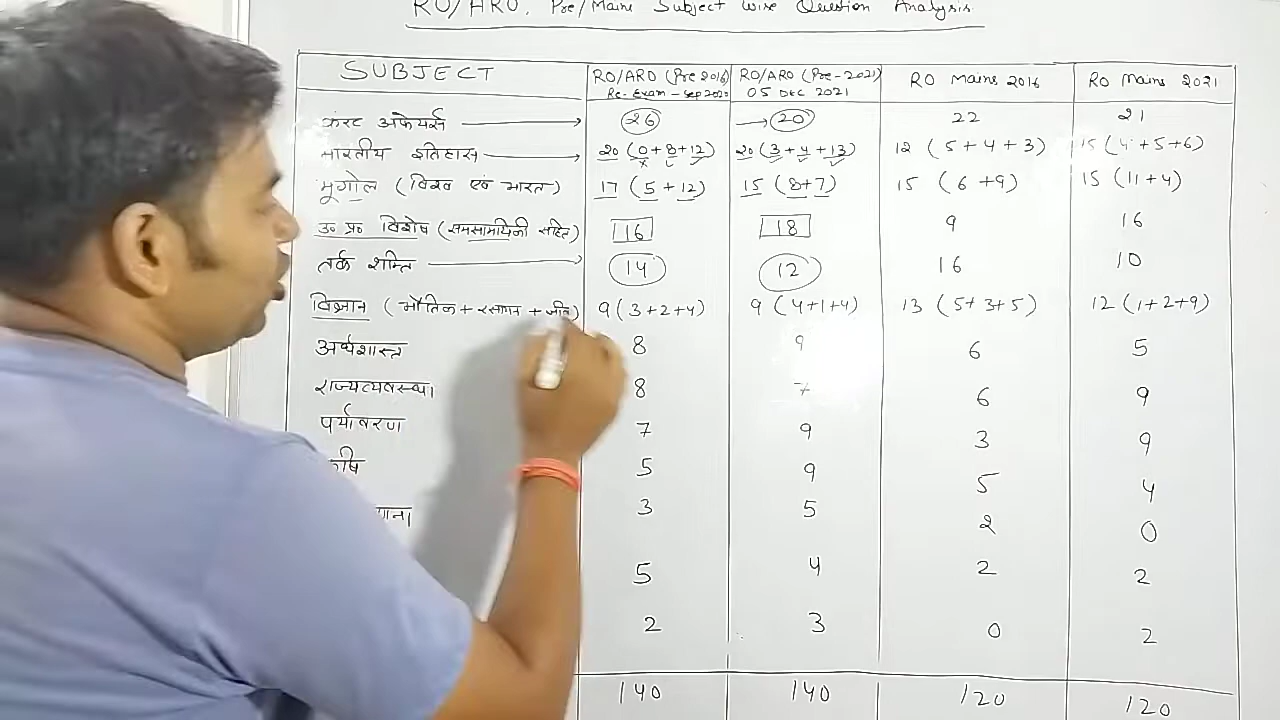 RO/ARO, Pre/Mains Subject wise Question Analysis
SUBJECT RO/ARO (Pre 2016) Re-Exam - Sep 2020 RO/ARO (Pre-2021) 05 DEC 2021 RO Mains 2016 RO Mains 2021
करंट अफेयर्स → 26 → 20 22 21
भारतीय इतिहास → 20 (0+8+12) 20 (3+4+13) 12 (5+4+3) 15 (4+5+6)
भूगोल (विश्व एवं भारत) 17 (5+12) 15 (8+7) 15 (6+9) 15 (11+4)
उ० प्र० विशेष (समसामयिकी सहित) 16 18 9 16
तर्क शक्ति → 14 12 16 10
विज्ञान (भौतिक + रसायन + जीव) 9 (3+2+4) 9 (4+1+4) 13 (5+3+5) 12 (1+2+9)
अर्थशास्त्र 8 9 6 5
राज्यव्यवस्था 8 7 6 9
पर्यावरण 7 9 3 9
5 9 5 4
3 5 2 0
5 4 2 2
2 3 0 2
140 140 120 120